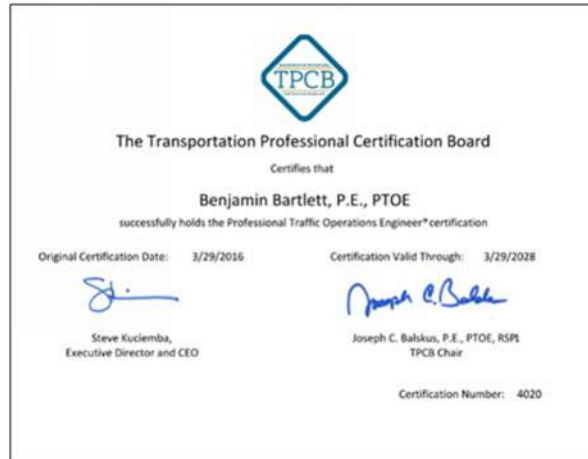 TPCB
The Transportation Professional Certification Board
Certifies that
Benjamin Bartlett, P.E., PTOE
successfully holds the Professional Traffic Operations Engineer® certification
Original Certification Date: 3/29/2016
Certification Valid Through: 3/29/2028
Steve Kuciemba,
Executive Director and CEO
Joseph C. Balskus
Joseph C. Balskus, P.E., PTOE, RSP1
TPCB Chair
Certification Number: 4020